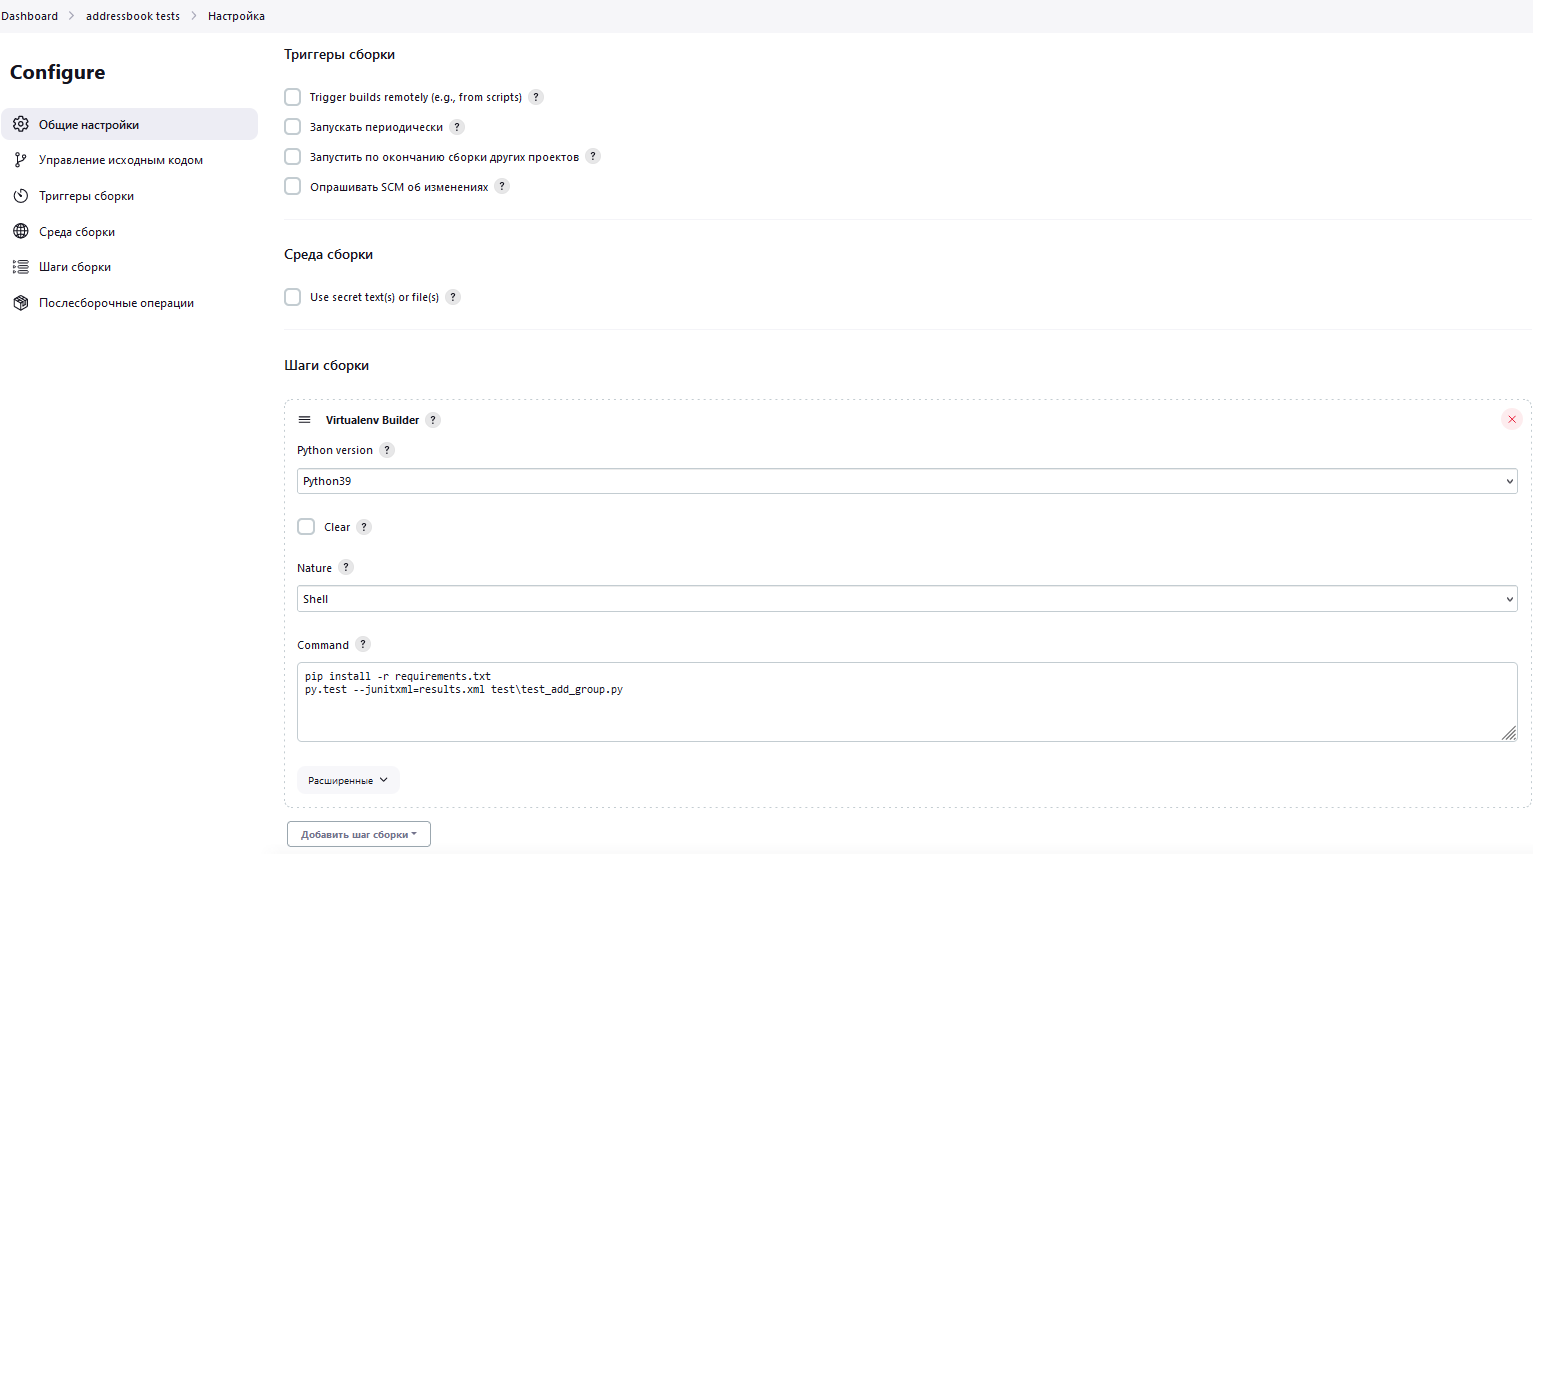 Dashboard > addressbook tests > Настройка
Configure
Общие настройки
Управление исходным кодом
Триггеры сборки
Среда сборки
Шаги сборки
Послесборочные операции
Триггеры сборки
Trigger builds remotely (e.g., from scripts) ?
Запускать периодически ?
Запустить по окончанию сборки других проектов ?
Опрашивать SCM об изменениях ?
Среда сборки
Use secret text(s) or file(s) ?
Шаги сборки
Virtualenv Builder ?
Python version ?
Python39
Clear ?
Nature ?
Shell
Command ?
pip install -r requirements.txt
py.test --junitxml=results.xml test\test_add_group.py
Расширенные
Добавить шаг сборки